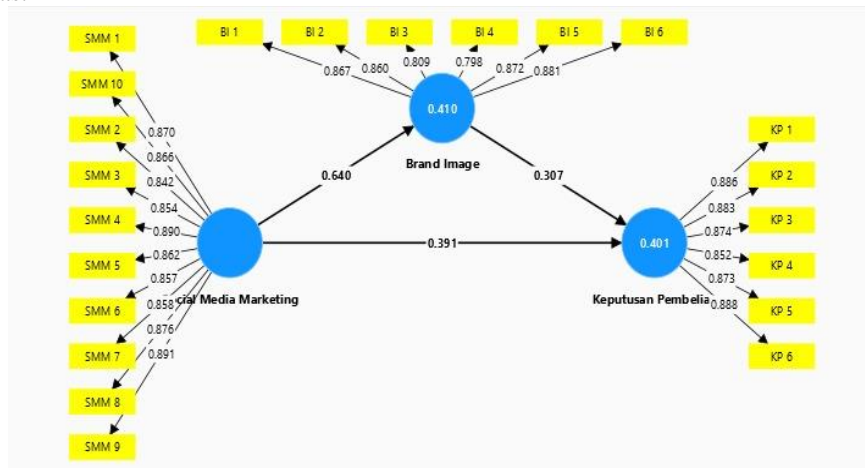 SMM 1
SMM 10
SMM 2
SMM 3
SMM 4
SMM 5
SMM 6
SMM 7
SMM 8
SMM 9
0.870
0.866
0.842
0.854
0.890
0.862
0.857
0.858
0.876
0.891
cial Media Marketing
BI 1
BI 2
BI 3
BI 4
BI 5
BI 6
0.867
0.860
0.809
0.798
0.872
0.881
0.410
Brand Image
0.640
0.307
0.391
0.401
Keputusan Pembelia
0.886
0.883
0.874
0.852
0.873
0.888
KP 1
KP 2
KP 3
KP 4
KP 5
KP 6